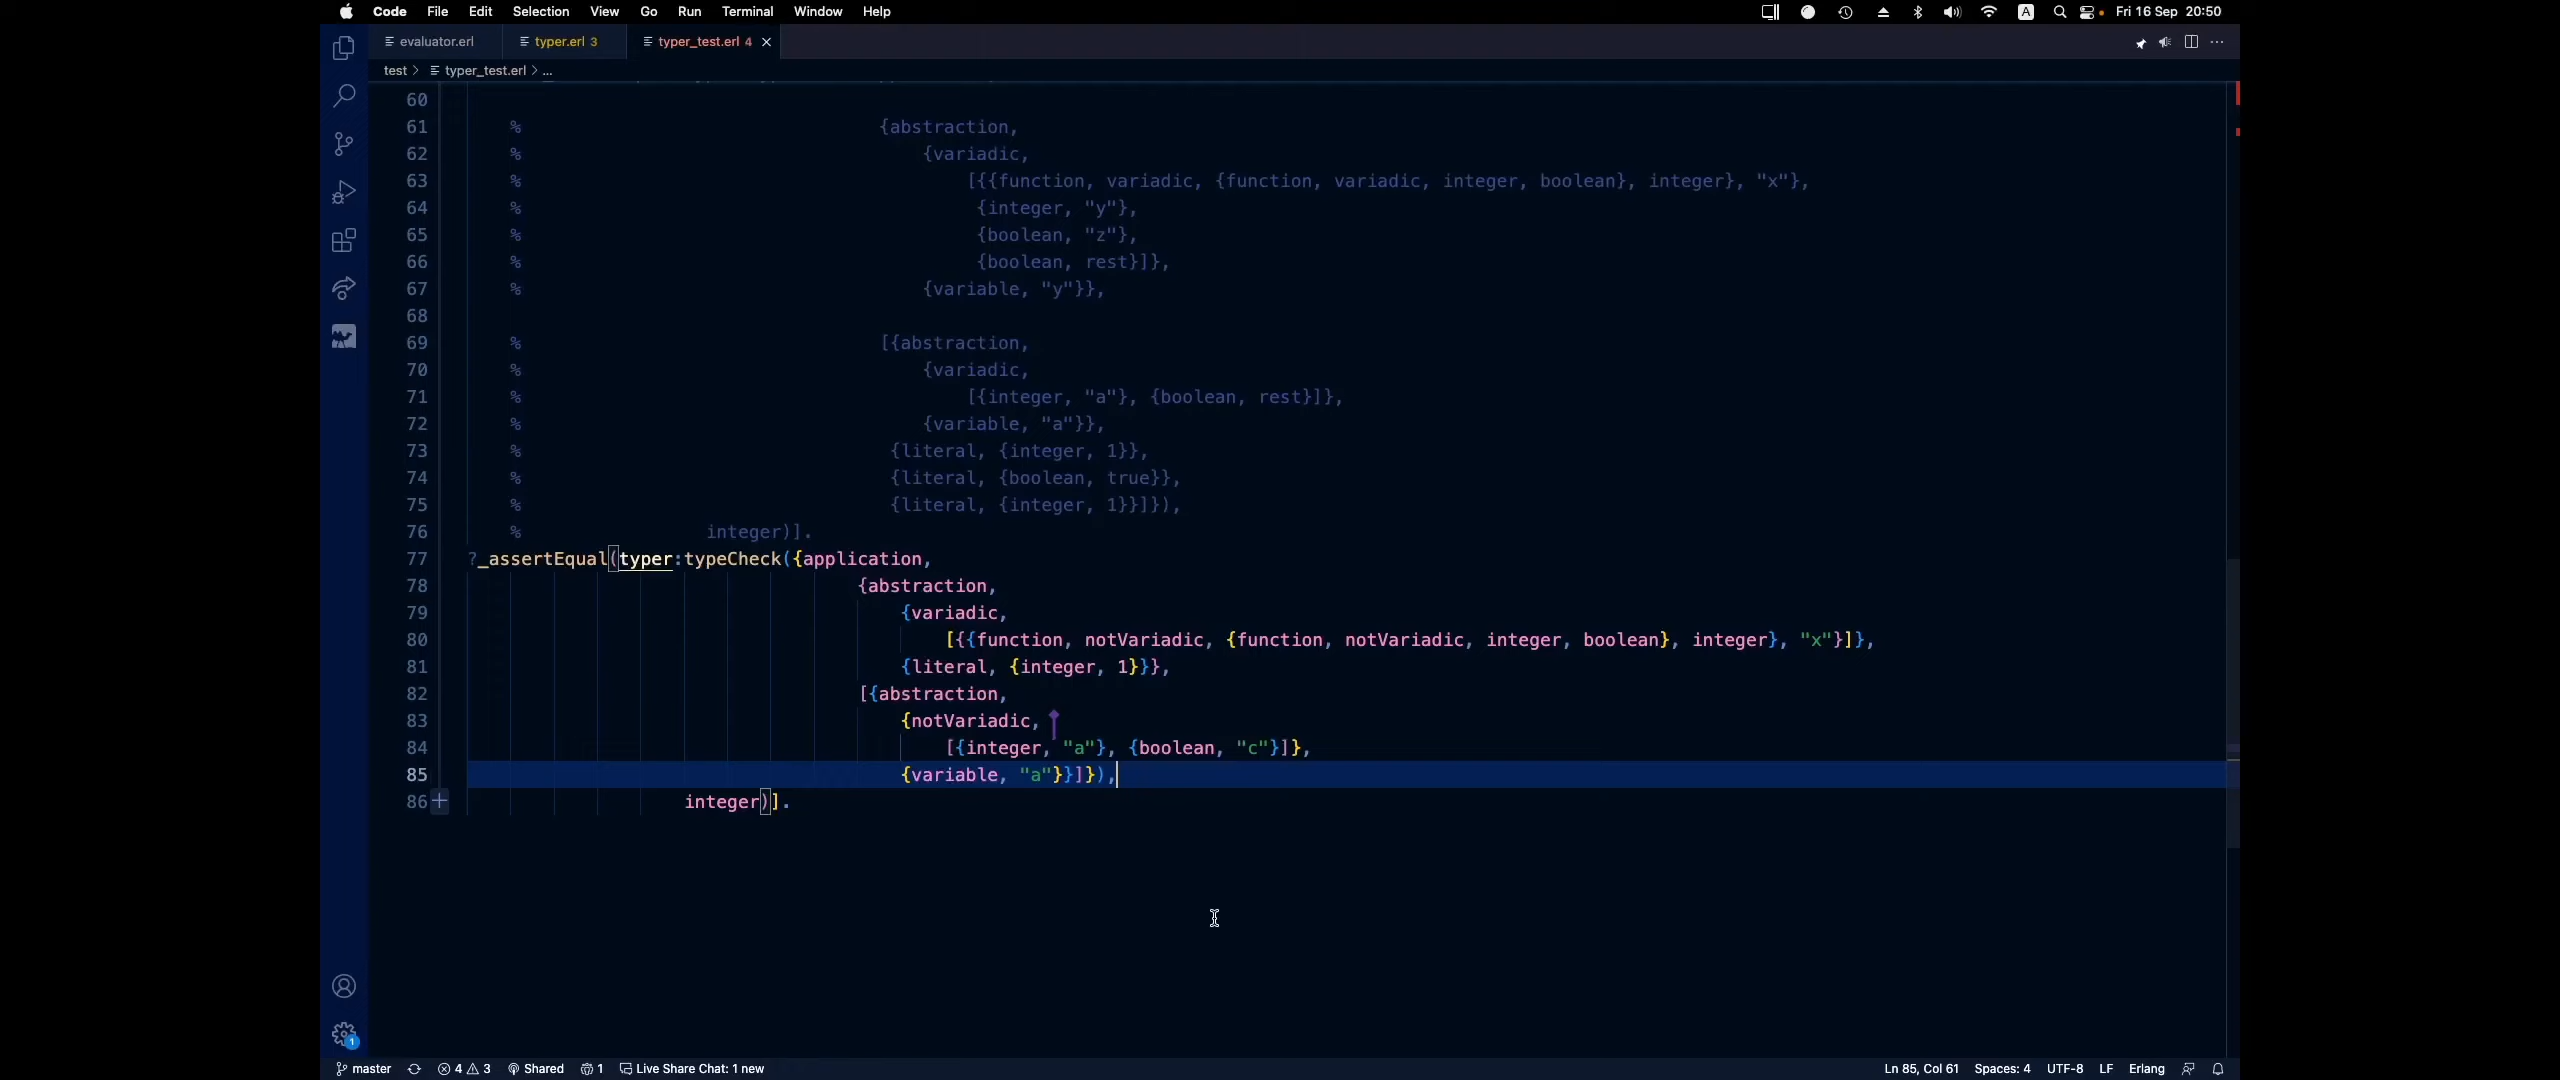 Code File Edit Selection View Go Run Terminal Window Help A Fri 16 Sep 20:50
evaluator.erl typer.erl 3 typer_test.erl 4
test > typer_test.erl > ...
60
61 % {abstraction,
62 % {variadic,
63 % [{{function, variadic, {function, variadic, integer, boolean}, integer}, "x"},
64 % {integer, "y"},
65 % {boolean, "z"},
66 % {boolean, rest}]},
67 % {variable, "y"}},
68
69 % [{abstraction,
70 % {variadic,
71 % [{integer, "a"}, {boolean, rest}]},
72 % {variable, "a"}},
73 % {literal, {integer, 1}},
74 % {literal, {boolean, true}},
75 % {literal, {integer, 1}}]}),
76 % integer)].
77 ?_assertEqual(typer:typeCheck({application,
78 {abstraction,
79 {variadic,
80 [{{function, notVariadic, {function, notVariadic, integer, boolean}, integer}, "x"}]},
81 {literal, {integer, 1}}},
82 [{abstraction,
83 {notVariadic,
84 [{integer, "a"}, {boolean, "c"}]},
85 {variable, "a"}}]}),
86 + integer)].
1
master 4 3 Shared 1 Live Share Chat: 1 new Ln 85, Col 61 Spaces: 4 UTF-8 LF Erlang